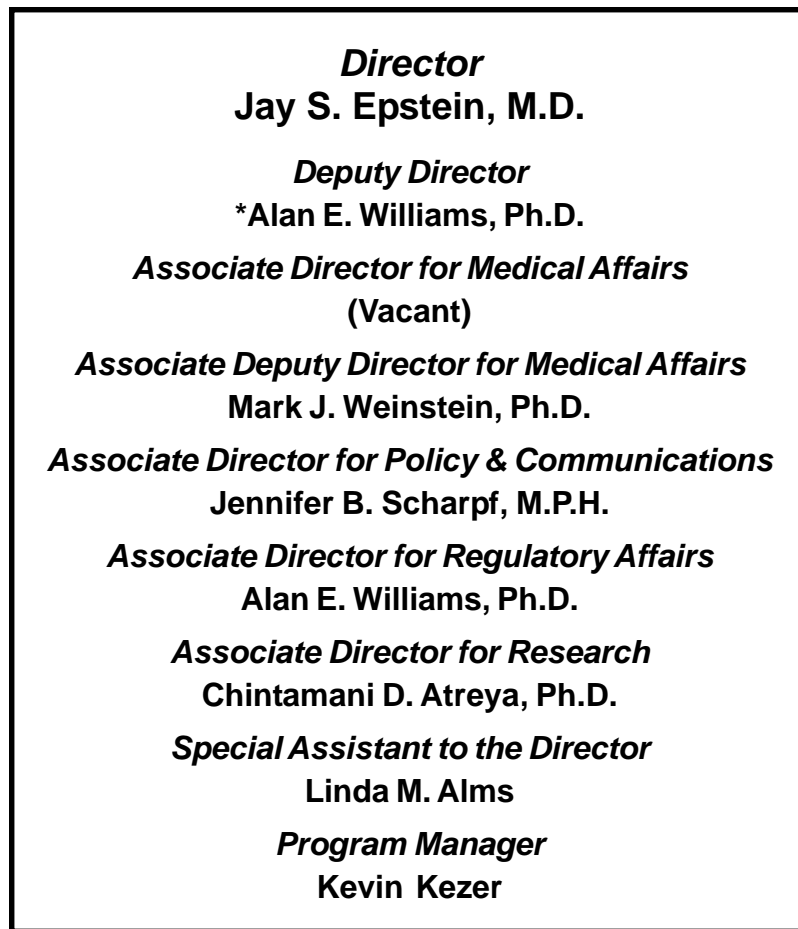 Director
Jay S. Epstein, M.D.
Deputy Director
*Alan E. Williams, Ph.D.
Associate Director for Medical Affairs
(Vacant)
Associate Deputy Director for Medical Affairs
Mark J. Weinstein, Ph.D.
Associate Director for Policy & Communications
Jennifer B. Scharpf, M.P.H.
Associate Director for Regulatory Affairs
Alan E. Williams, Ph.D.
Associate Director for Research
Chintamani D. Atreya, Ph.D.
Special Assistant to the Director
Linda M. Alms
Program Manager
Kevin Kezer